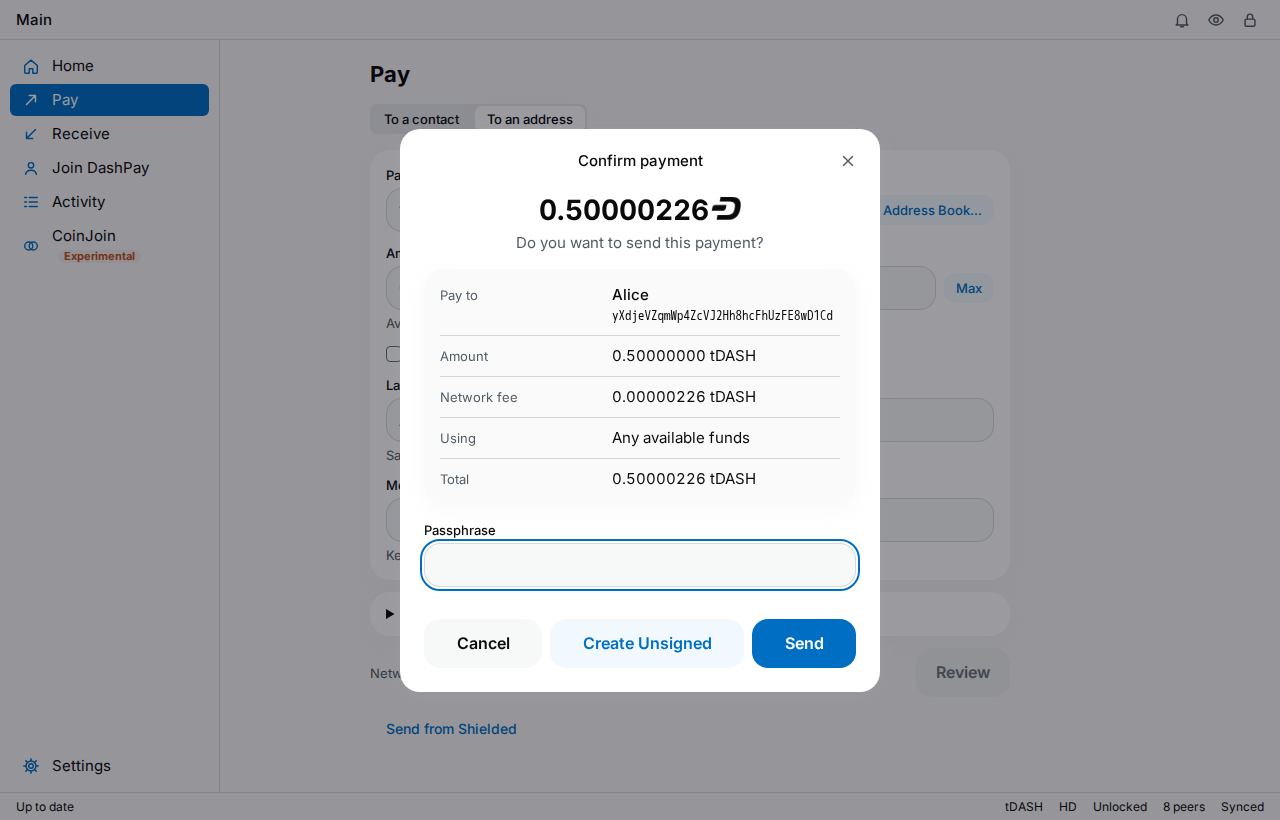 Main
Home
Pay
Receive
Join DashPay
Activity
CoinJoin
Experimental
Settings
Pay
To a contact
To an address
Address Book...
Max
Confirm payment
0.50000226
Do you want to send this payment?
Pay to
Alice
yXdjeVZqmWp4ZcVJ2Hh8hcFhUzFE8wD1Cd
Amount
0.50000000 tDASH
Network fee
0.00000226 tDASH
Using
Any available funds
Total
0.50000226 tDASH
Passphrase
Cancel
Create Unsigned
Send
Review
Send from Shielded
Up to date
tDASH
HD
Unlocked
8 peers
Synced